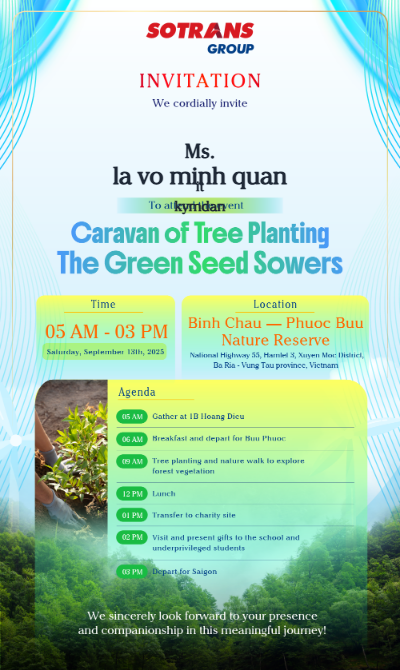 SOTRANS
GROUP
INVITATION
We cordially invite
Ms.
la vo minh quan
To attend the event
kymdan
Caravan of Tree Planting
The Green Seed Sowers
Time
05 AM - 03 PM
Saturday, September 13th, 2025
Location
Binh Chau — Phuoc Buu
Nature Reserve
National Highway 55, Hamlet 3, Xuyen Moc District,
Ba Ria - Vung Tau province, Vietnam
Agenda
05 AM Gather at 1B Hoang Dieu
06 AM Breakfast and depart for Buu Phuoc
09 AM Tree planting and nature walk to explore
forest vegetation
12 PM Lunch
01 PM Transfer to charity site
02 PM Visit and present gifts to the school and
underprivileged students
03 PM Depart for Saigon
We sincerely look forward to your presence
and companionship in this meaningful journey!